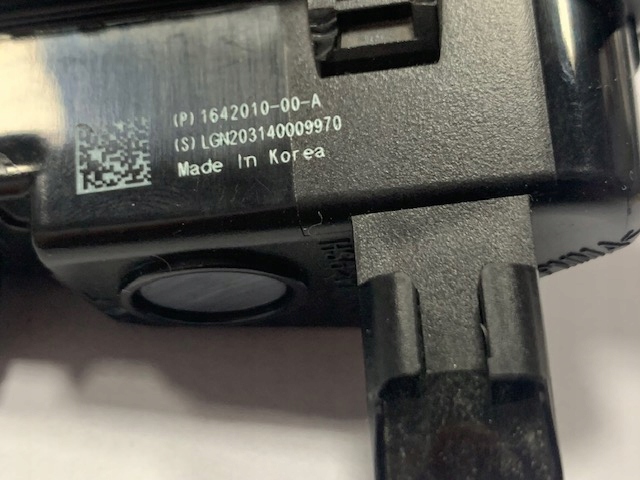 (P) 1642010-00-A
(S) LGN203140009970
Made In Korea